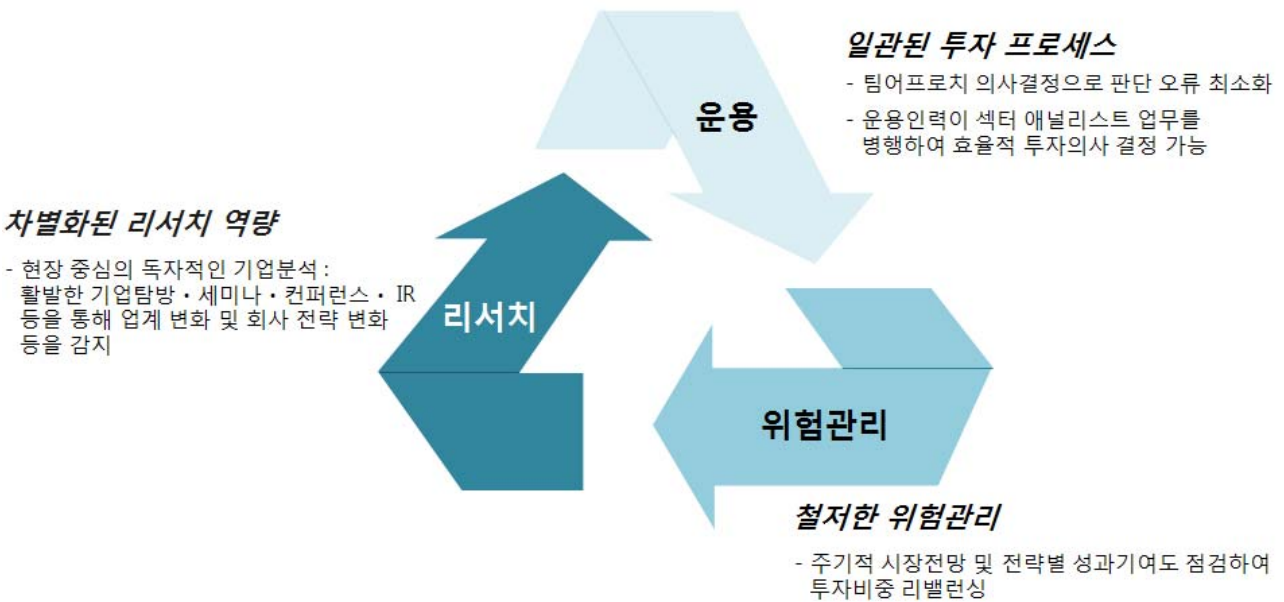 일관된 투자 프로세스
- 팀어프로치 의사결정으로 판단 오류 최소화
- 운용인력이 섹터 애널리스트 업무를
병행하여 효율적 투자의사 결정 가능
운용
차별화된 리서치 역량
- 현장 중심의 독자적인 기업분석 :
활발한 기업탐방・세미나・컨퍼런스・ IR
등을 통해 업계 변화 및 회사 전략 변화
등을 감지
리서치
위험관리
철저한 위험관리
- 주기적 시장전망 및 전략별 성과기여도 점검하여
투자비중 리밸런싱